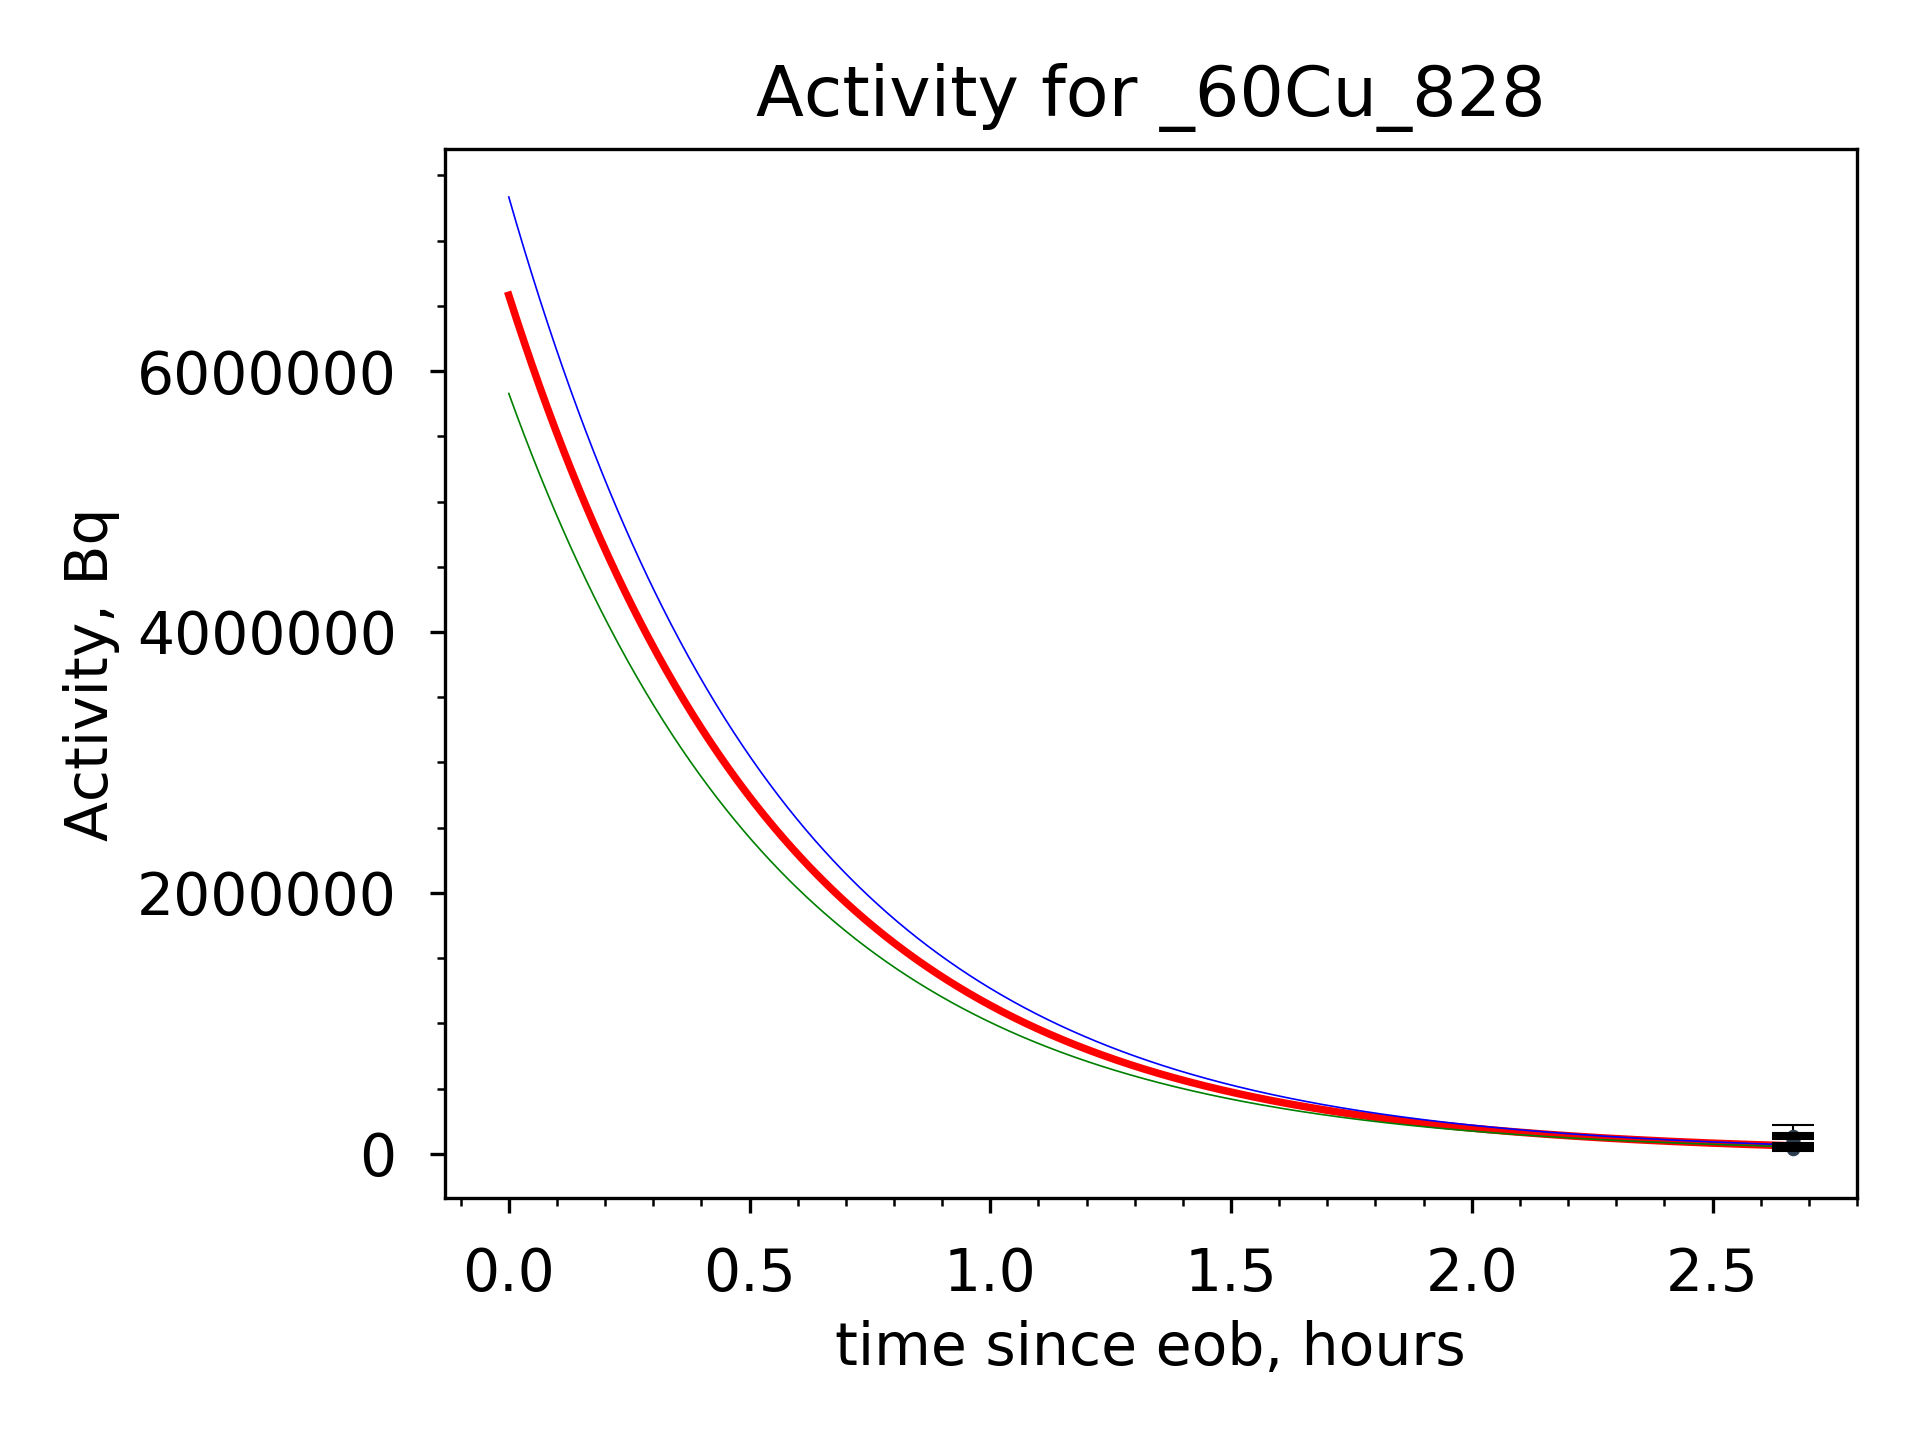 Activity for _60Cu_828
Activity, Bq
6000000
4000000
2000000
0
0.0 0.5 1.0 1.5 2.0 2.5
time since eob, hours